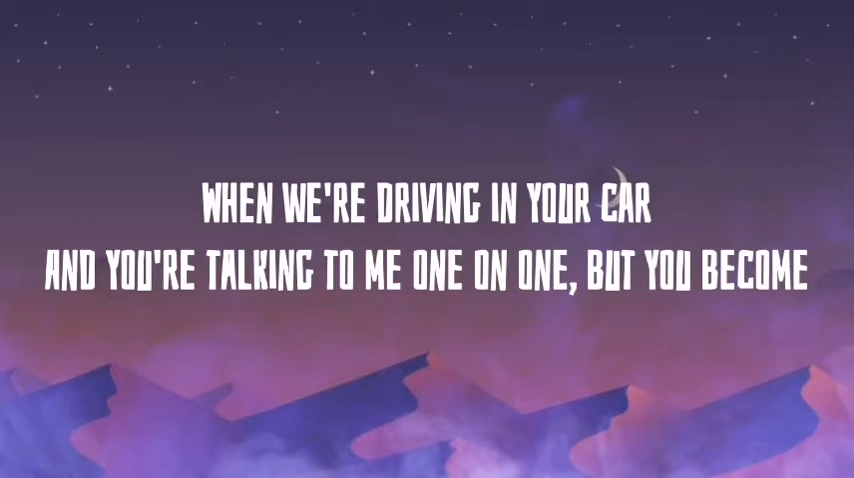 WHEN WE'RE DRIVING IN YOUR CAR
AND YOU'RE TALKING TO ME ONE ON ONE, BUT YOU BECOME